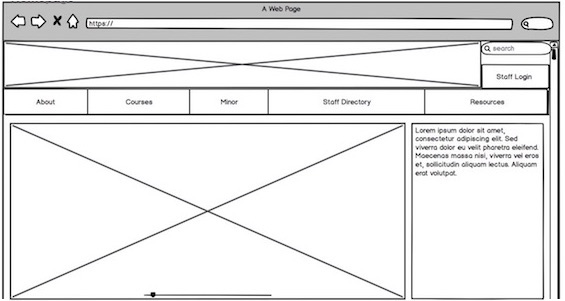 A Web Page
https://
search
Staff Login
About
Courses
Minor
Staff Directory
Resources
Lorem ipsum dolor sit amet,
consectetur adipiscing elit. Sed
viverra dolor eu velit pharetra eleifend.
Maecenas massa nisi, viverra vel eros
et, sollicitudin aliquam lectus. Aliquam
erat volutpat.